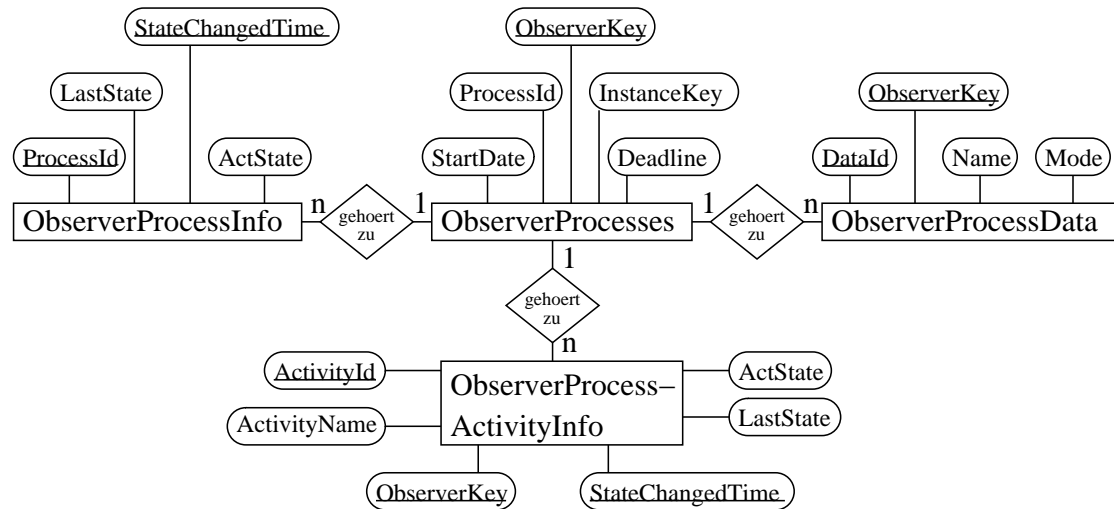 StateChangedTime
ObserverKey
LastState
ProcessId
InstanceKey
ObserverKey
ProcessId
ActState
StartDate
Deadline
DataId
Name
Mode
ObserverProcessInfo
n
gehoert
zu
1
ObserverProcesses
1
gehoert
zu
n
ObserverProcessData
1
gehoert
zu
n
ActivityId
ObserverProcess–
ActivityInfo
ActState
ActivityName
LastState
ObserverKey
StateChangedTime